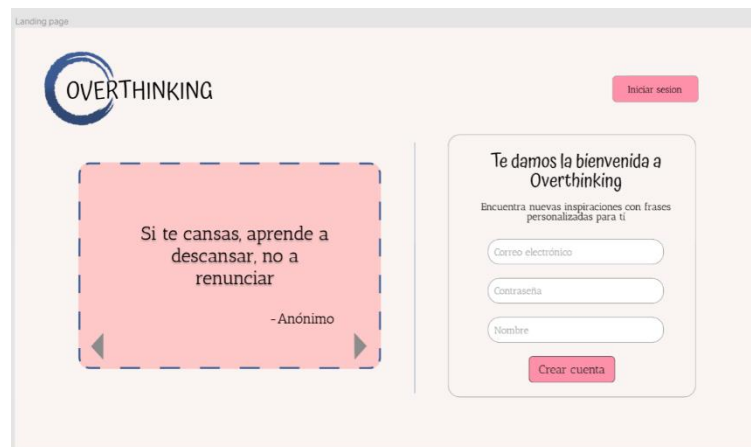 Landing page
OVERTHINKING
Iniciar sesion
Si te cansas, aprende a
descansar, no a
renunciar
-Anónimo
Te damos la bienvenida a
Overthinking
Encuentra nuevas inspiraciones con frases
personalizadas para ti
Correo electrónico
Contraseña
Nombre
Crear cuenta